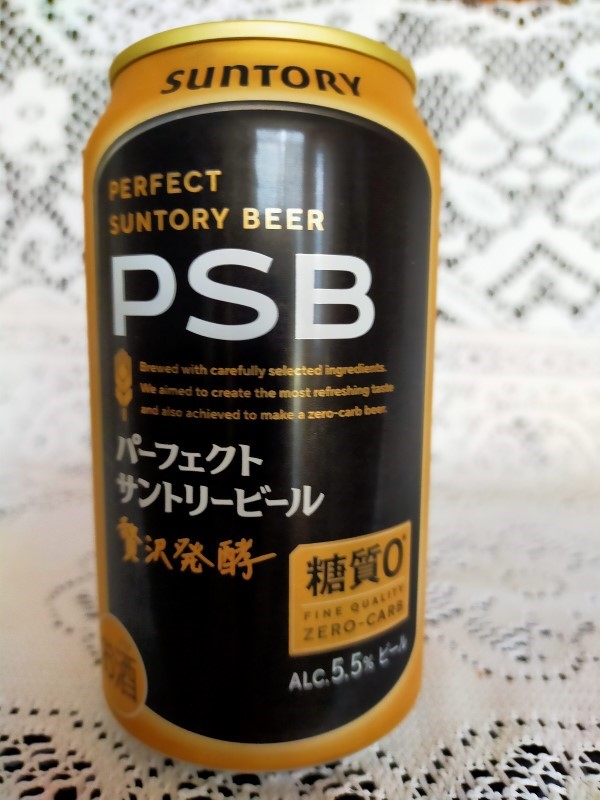 SUNTORY
PERFECT
SUNTORY BEER
PSB
Brewed with carefully selected ingredients.
We aimed to create the most refreshing taste
and also achieved to make a zero-carb beer.
パーフェクト
サントリービール
贅沢発酵
糖質0*
FINE QUALITY
ZERO-CARB
ALC.5.5% ビール
お酒